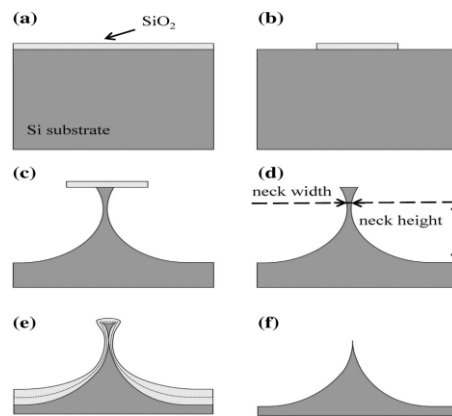 (a)
SiO₂
(b)
Si substrate
(c)
(d)
neck width
neck height
(e)
(f)